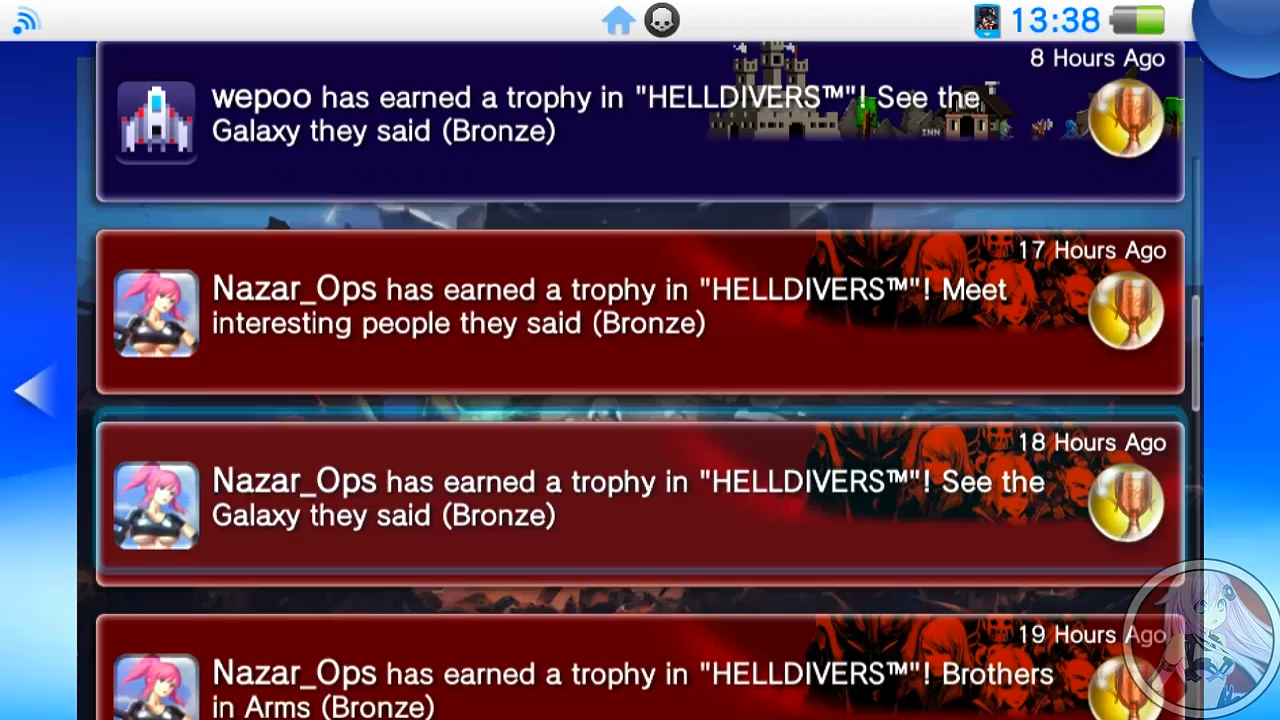 13:38
8 Hours Ago
wepoo has earned a trophy in "HELLDIVERS™"! See the
Galaxy they said (Bronze)
INN
17 Hours Ago
Nazar_Ops has earned a trophy in "HELLDIVERS™"! Meet
interesting people they said (Bronze)
18 Hours Ago
Nazar_Ops has earned a trophy in "HELLDIVERS™"! See the
Galaxy they said (Bronze)
19 Hours Ago
Nazar_Ops has earned a trophy in "HELLDIVERS™"! Brothers
in Arms (Bronze)